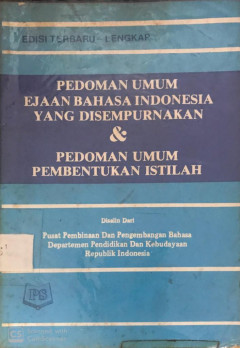 EDISI TERBARU - LENGKAP
PEDOMAN UMUM
EJAAN BAHASA INDONESIA
YANG DISEMPURNAKAN
&
PEDOMAN UMUM
PEMBENTUKAN ISTILAH
Disalin Dari
Pusat Pembinaan Dan Pengembangan Bahasa
Departemen Pendidikan Dan Kebudayaan
Republik Indonesia